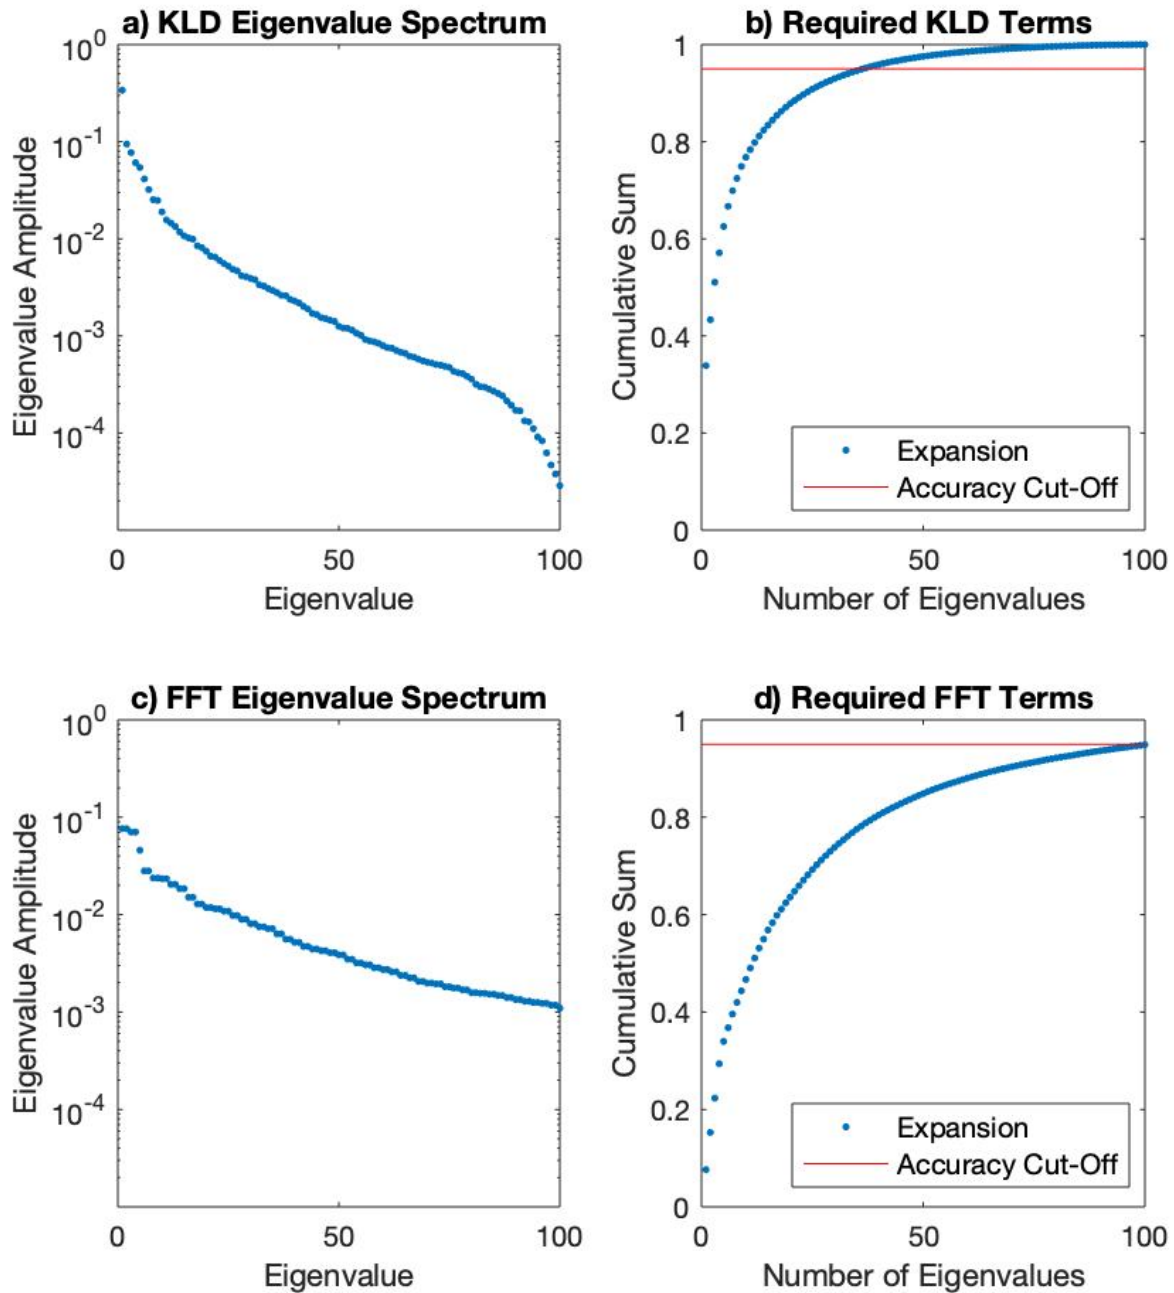 a) KLD Eigenvalue Spectrum
10^0
10^-1
10^-2
10^-3
10^-4
Eigenvalue Amplitude
0 50 100
Eigenvalue
b) Required KLD Terms
1
0.8
0.6
0.4
0.2
0
Cumulative Sum
Expansion
Accuracy Cut-Off
0 50 100
Number of Eigenvalues
c) FFT Eigenvalue Spectrum
10^0
10^-1
10^-2
10^-3
10^-4
Eigenvalue Amplitude
0 50 100
Eigenvalue
d) Required FFT Terms
1
0.8
0.6
0.4
0.2
0
Cumulative Sum
Expansion
Accuracy Cut-Off
0 50 100
Number of Eigenvalues